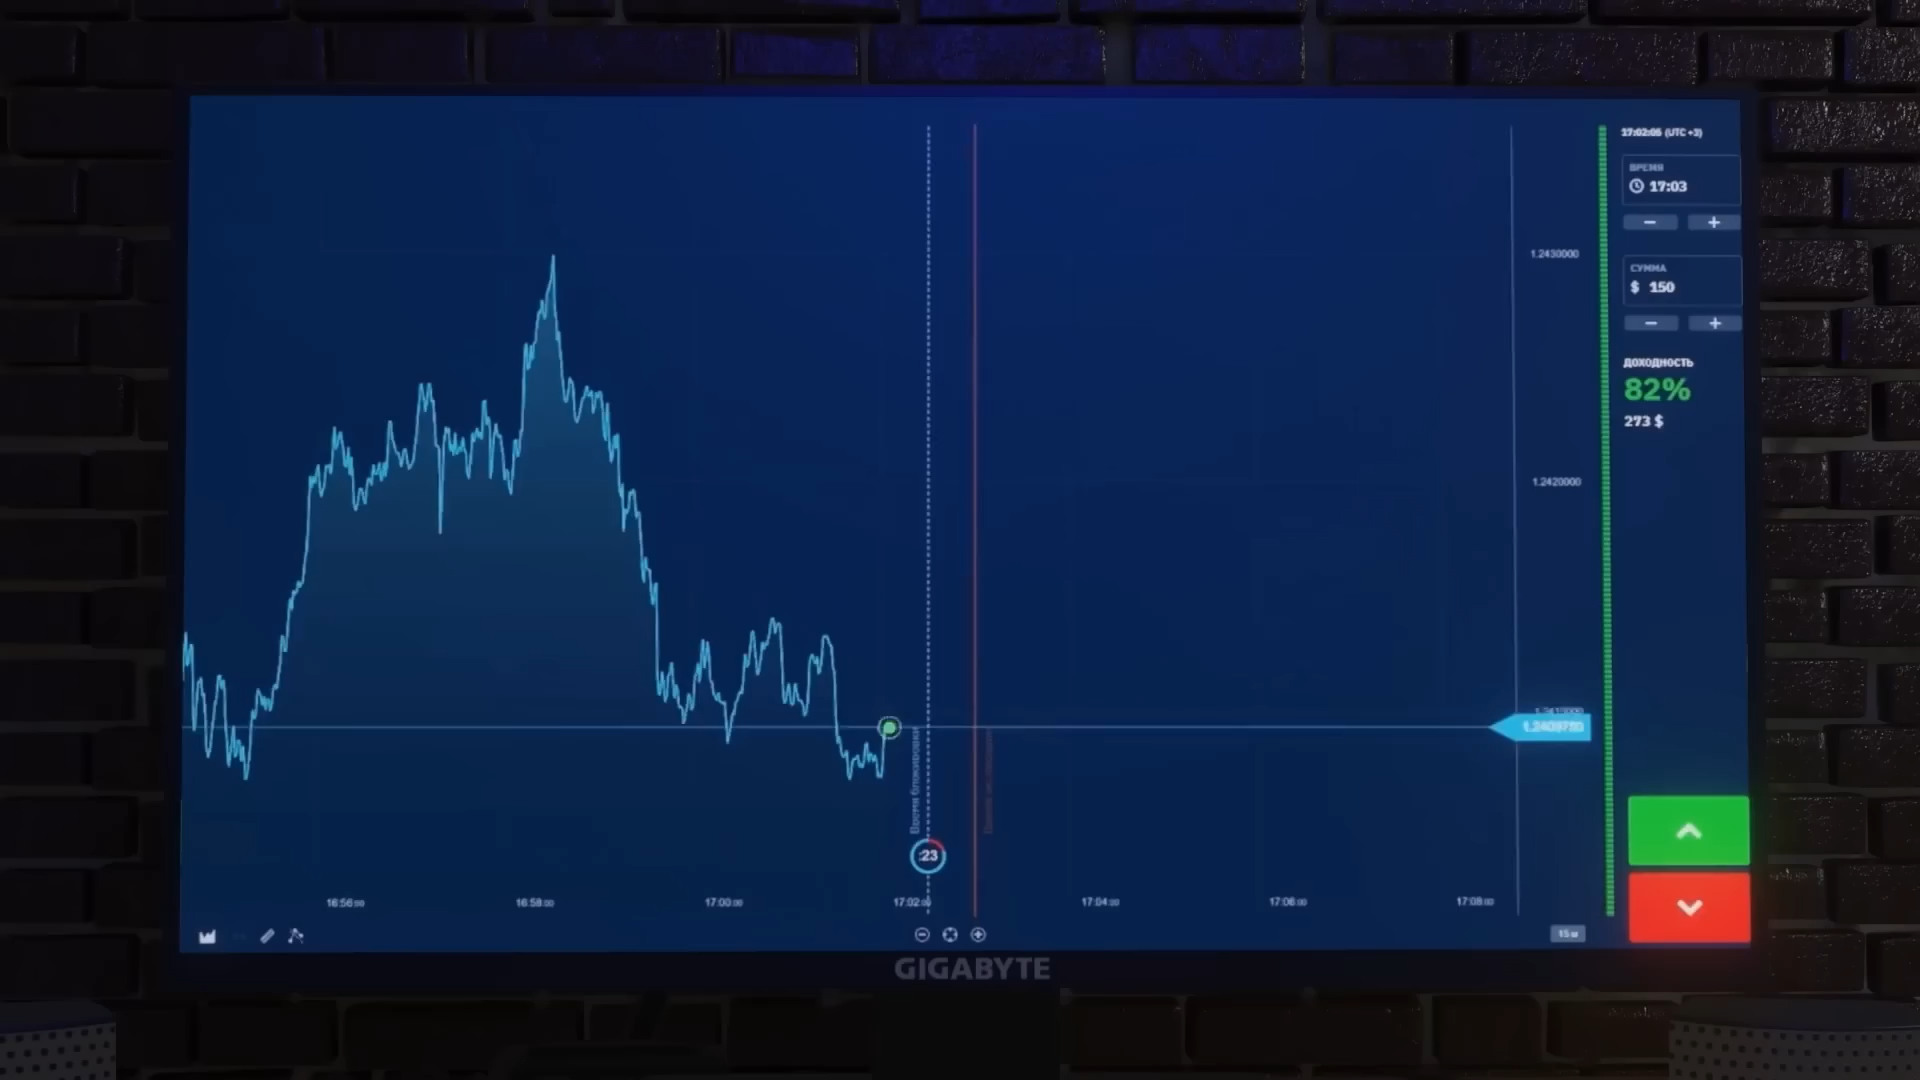 17:02:05 (UTC +3)
ВРЕМЯ
17:03
− +
1.2430000
СУММА
$ 150
− +
ДОХОДНОСТЬ
82%
273 $
1.2420000
Время блокировки
:23
16:56:00 16:58:00 17:00:00 17:02:00 17:04:00 17:06:00 17:08:00
GIGABYTE